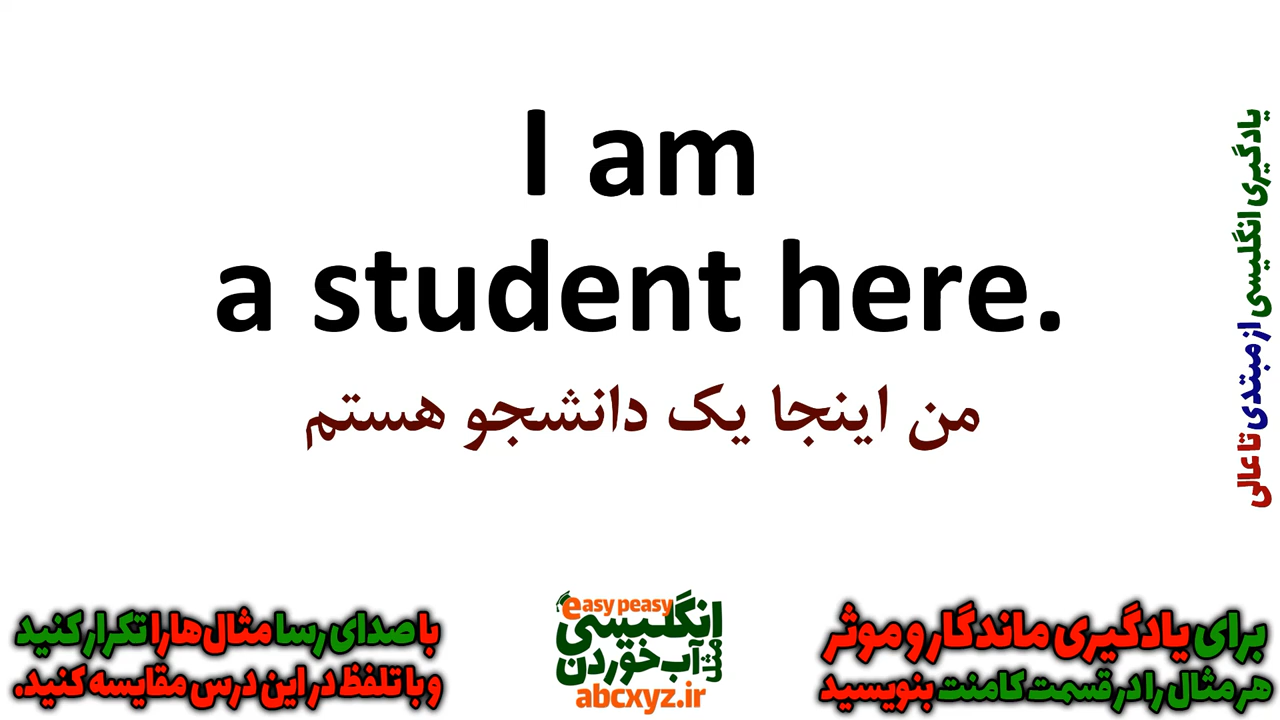 I am
a student here.
من اینجا یک دانشجو هستم
یادگیری انگلیسی از مبتدی تا عالی
برای یادگیری ماندگار و موثر
هر مثال را در قسمت کامنت بنویسید
easy peasy
انگلیسی
مثل آب خوردن
abcxyz.ir
با صدای رسا مثال‌ها را تکرار کنید
و با تلفظ در این درس مقایسه کنید.